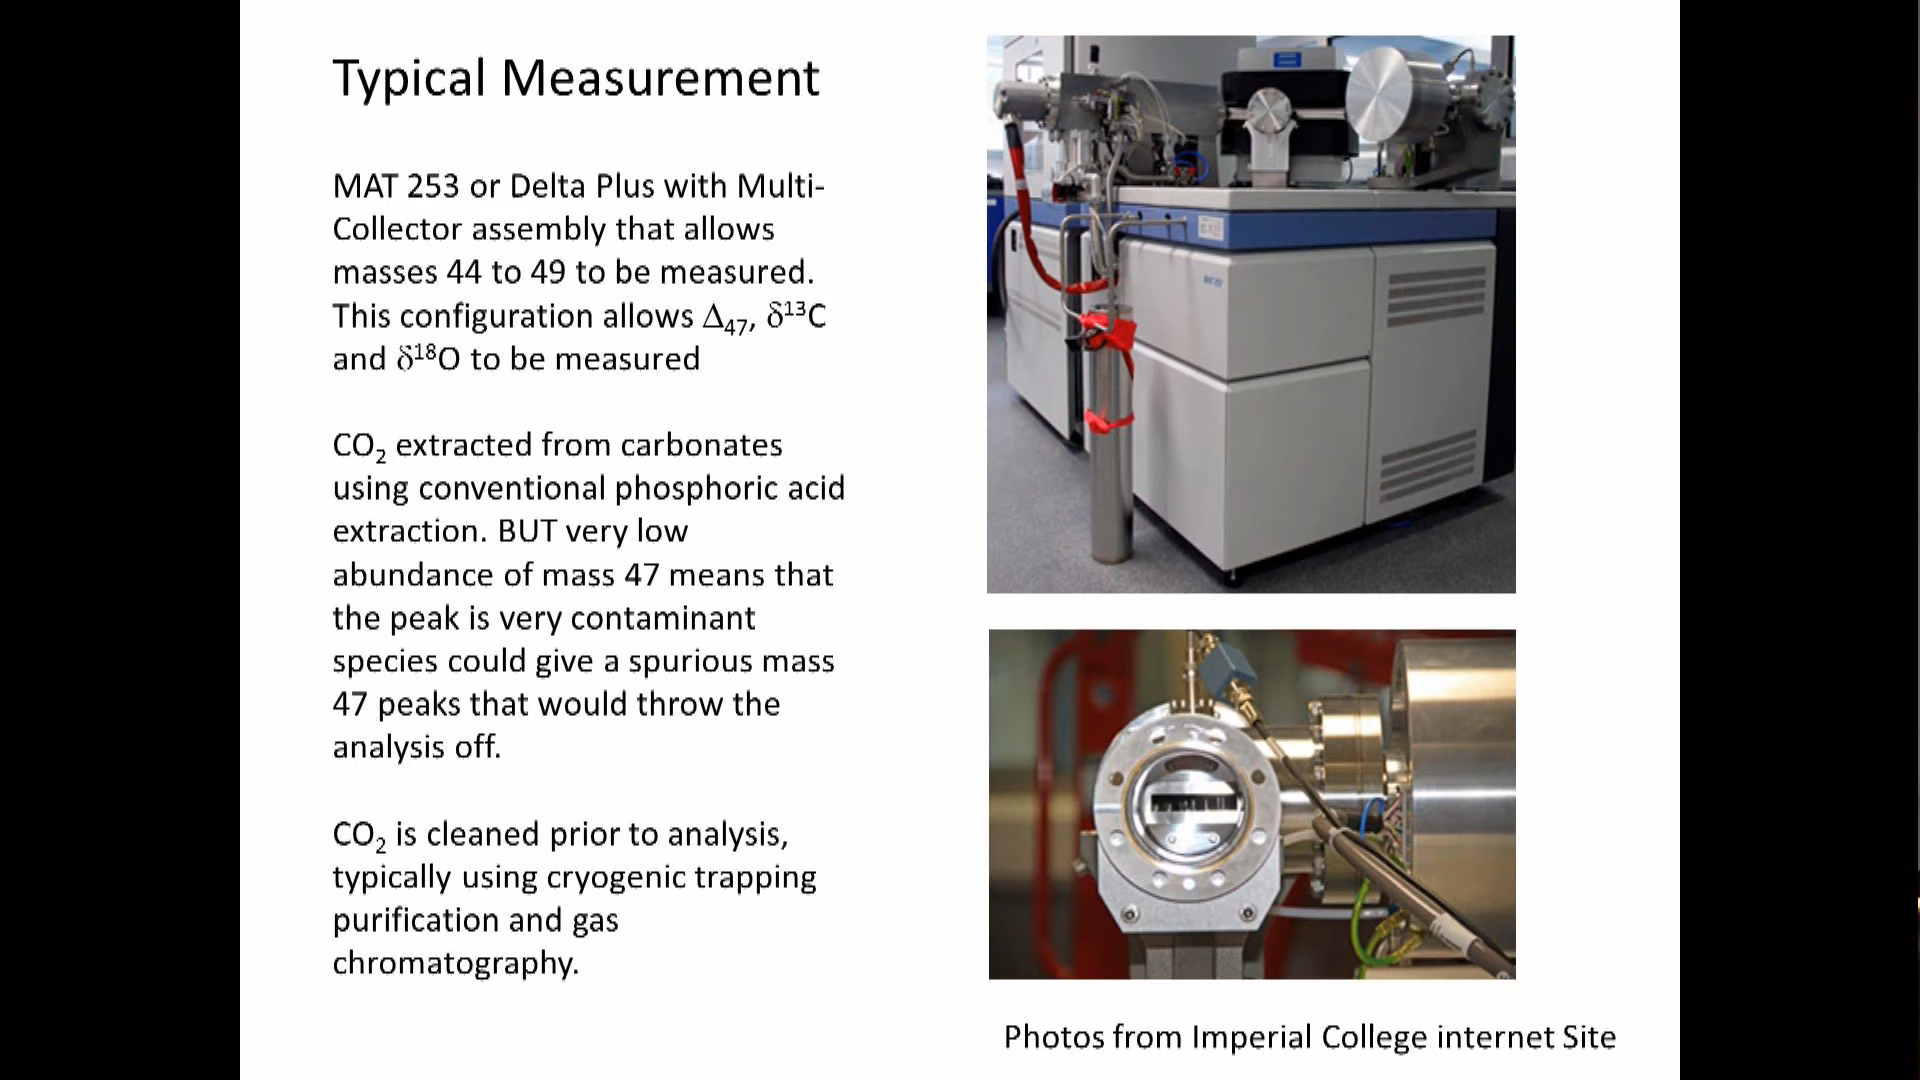 Typical Measurement
MAT 253 or Delta Plus with Multi-
Collector assembly that allows
masses 44 to 49 to be measured.
This configuration allows Δ₄₇, δ¹³C
and δ¹⁸O to be measured
CO₂ extracted from carbonates
using conventional phosphoric acid
extraction. BUT very low
abundance of mass 47 means that
the peak is very contaminant
species could give a spurious mass
47 peaks that would throw the
analysis off.
CO₂ is cleaned prior to analysis,
typically using cryogenic trapping
purification and gas
chromatography.
Photos from Imperial College internet Site